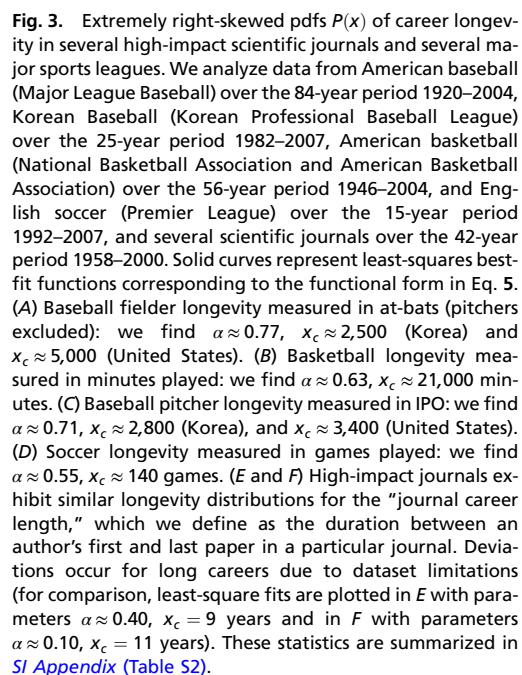 Fig. 3. Extremely right-skewed pdfs P(x) of career longev-
ity in several high-impact scientific journals and several ma-
jor sports leagues. We analyze data from American baseball
(Major League Baseball) over the 84-year period 1920–2004,
Korean Baseball (Korean Professional Baseball League)
over the 25-year period 1982–2007, American basketball
(National Basketball Association and American Basketball
Association) over the 56-year period 1946–2004, and Eng-
lish soccer (Premier League) over the 15-year period
1992–2007, and several scientific journals over the 42-year
period 1958–2000. Solid curves represent least-squares best-
fit functions corresponding to the functional form in Eq. 5.
(A) Baseball fielder longevity measured in at-bats (pitchers
excluded): we find α ≈ 0.77, x_c ≈ 2,500 (Korea) and
x_c ≈ 5,000 (United States). (B) Basketball longevity mea-
sured in minutes played: we find α ≈ 0.63, x_c ≈ 21,000 min-
utes. (C) Baseball pitcher longevity measured in IPO: we find
α ≈ 0.71, x_c ≈ 2,800 (Korea), and x_c ≈ 3,400 (United States).
(D) Soccer longevity measured in games played: we find
α ≈ 0.55, x_c ≈ 140 games. (E and F) High-impact journals ex-
hibit similar longevity distributions for the “journal career
length,” which we define as the duration between an
author’s first and last paper in a particular journal. Devia-
tions occur for long careers due to dataset limitations
(for comparison, least-square fits are plotted in E with para-
meters α ≈ 0.40, x_c = 9 years and in F with parameters
α ≈ 0.10, x_c = 11 years). These statistics are summarized in
SI Appendix (Table S2).